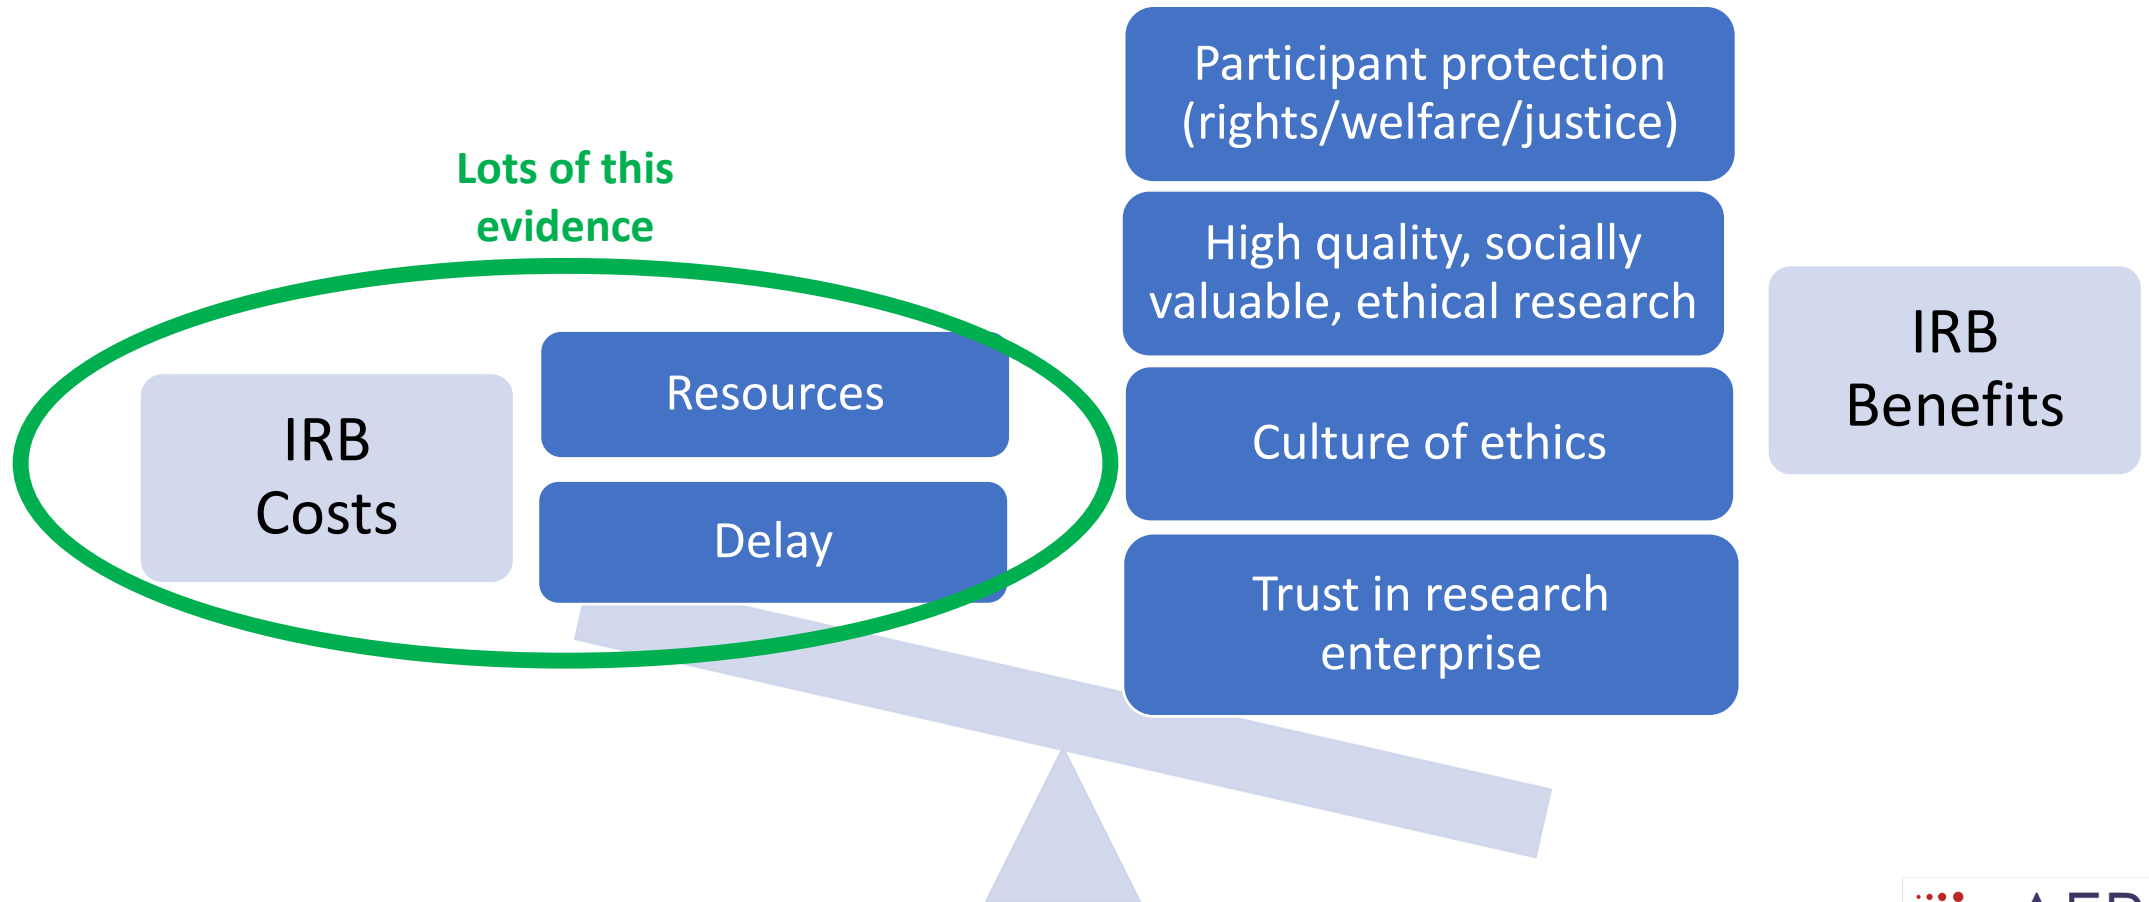 Lots of this
evidence
IRB
Costs
Resources
Delay
Participant protection
(rights/welfare/justice)
High quality, socially
valuable, ethical research
Culture of ethics
Trust in research
enterprise
IRB
Benefits